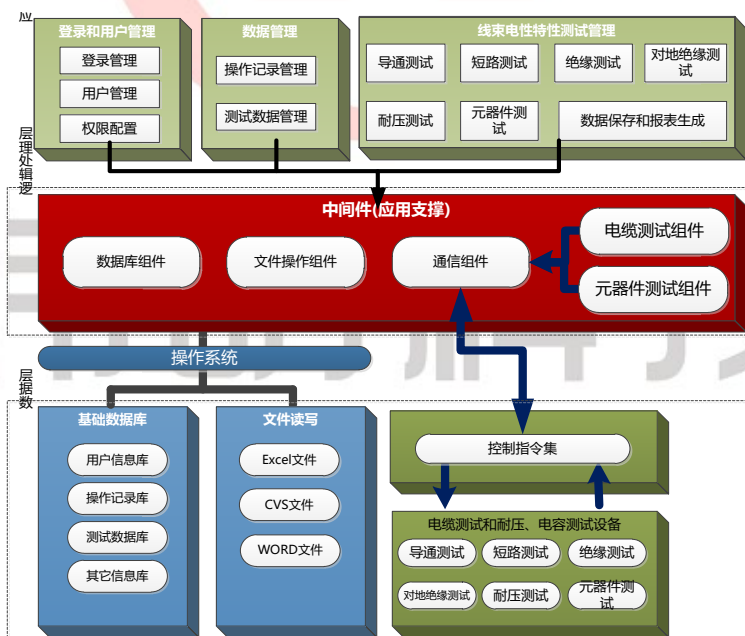 应
登录和用户管理
登录管理
用户管理
权限配置
数据管理
操作记录管理
测试数据管理
线束电性特性测试管理
导通测试
短路测试
绝缘测试
对地绝缘测
试
耐压测试
元器件测
试
数据保存和报表生成
层理处辑逻
中间件(应用支撑)
数据库组件
文件操作组件
通信组件
电缆测试组件
元器件测试组件
操作系统
层据数
基础数据库
用户信息库
操作记录库
测试数据库
其它信息库
文件读写
Excel文件
CVS文件
WORD文件
控制指令集
电缆测试和耐压、电容测试设备
导通测试
短路测试
绝缘测试
对地绝缘测试
耐压测试
元器件测
试